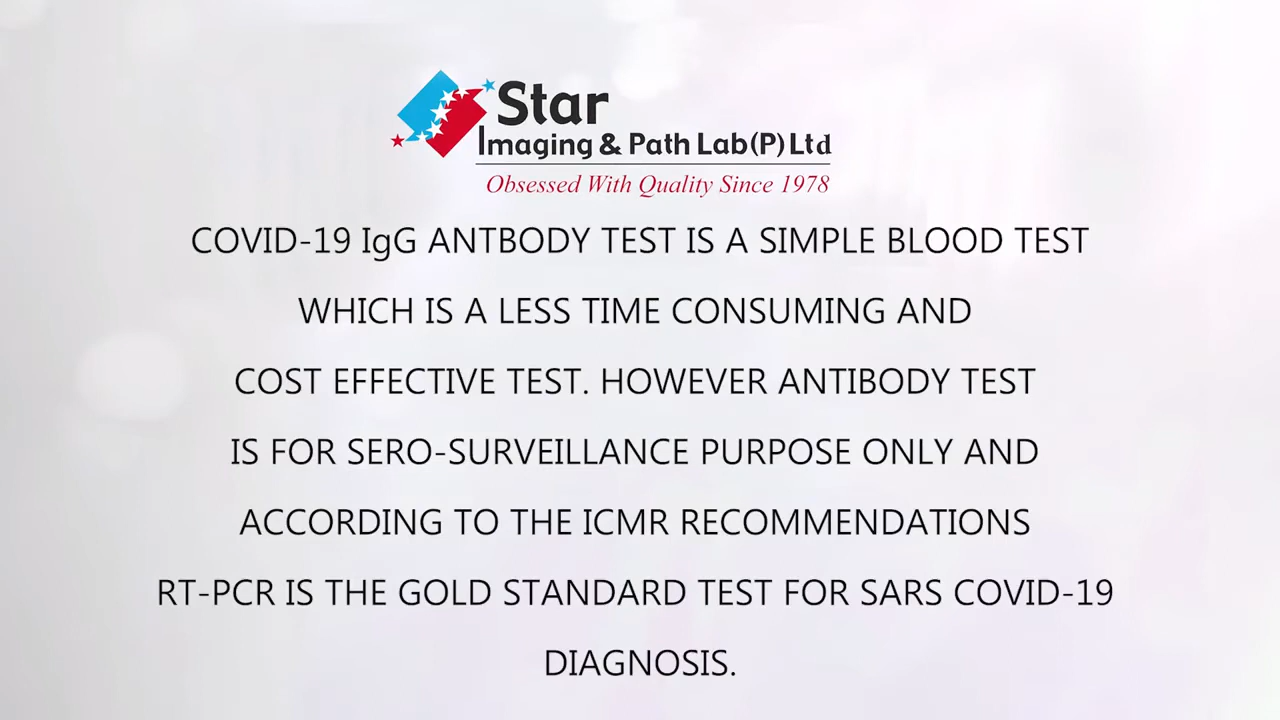 Star
Imaging & Path Lab(P)Ltd
Obsessed With Quality Since 1978
COVID-19 IgG ANTBODY TEST IS A SIMPLE BLOOD TEST
WHICH IS A LESS TIME CONSUMING AND
COST EFFECTIVE TEST. HOWEVER ANTIBODY TEST
IS FOR SERO-SURVEILLANCE PURPOSE ONLY AND
ACCORDING TO THE ICMR RECOMMENDATIONS
RT-PCR IS THE GOLD STANDARD TEST FOR SARS COVID-19
DIAGNOSIS.